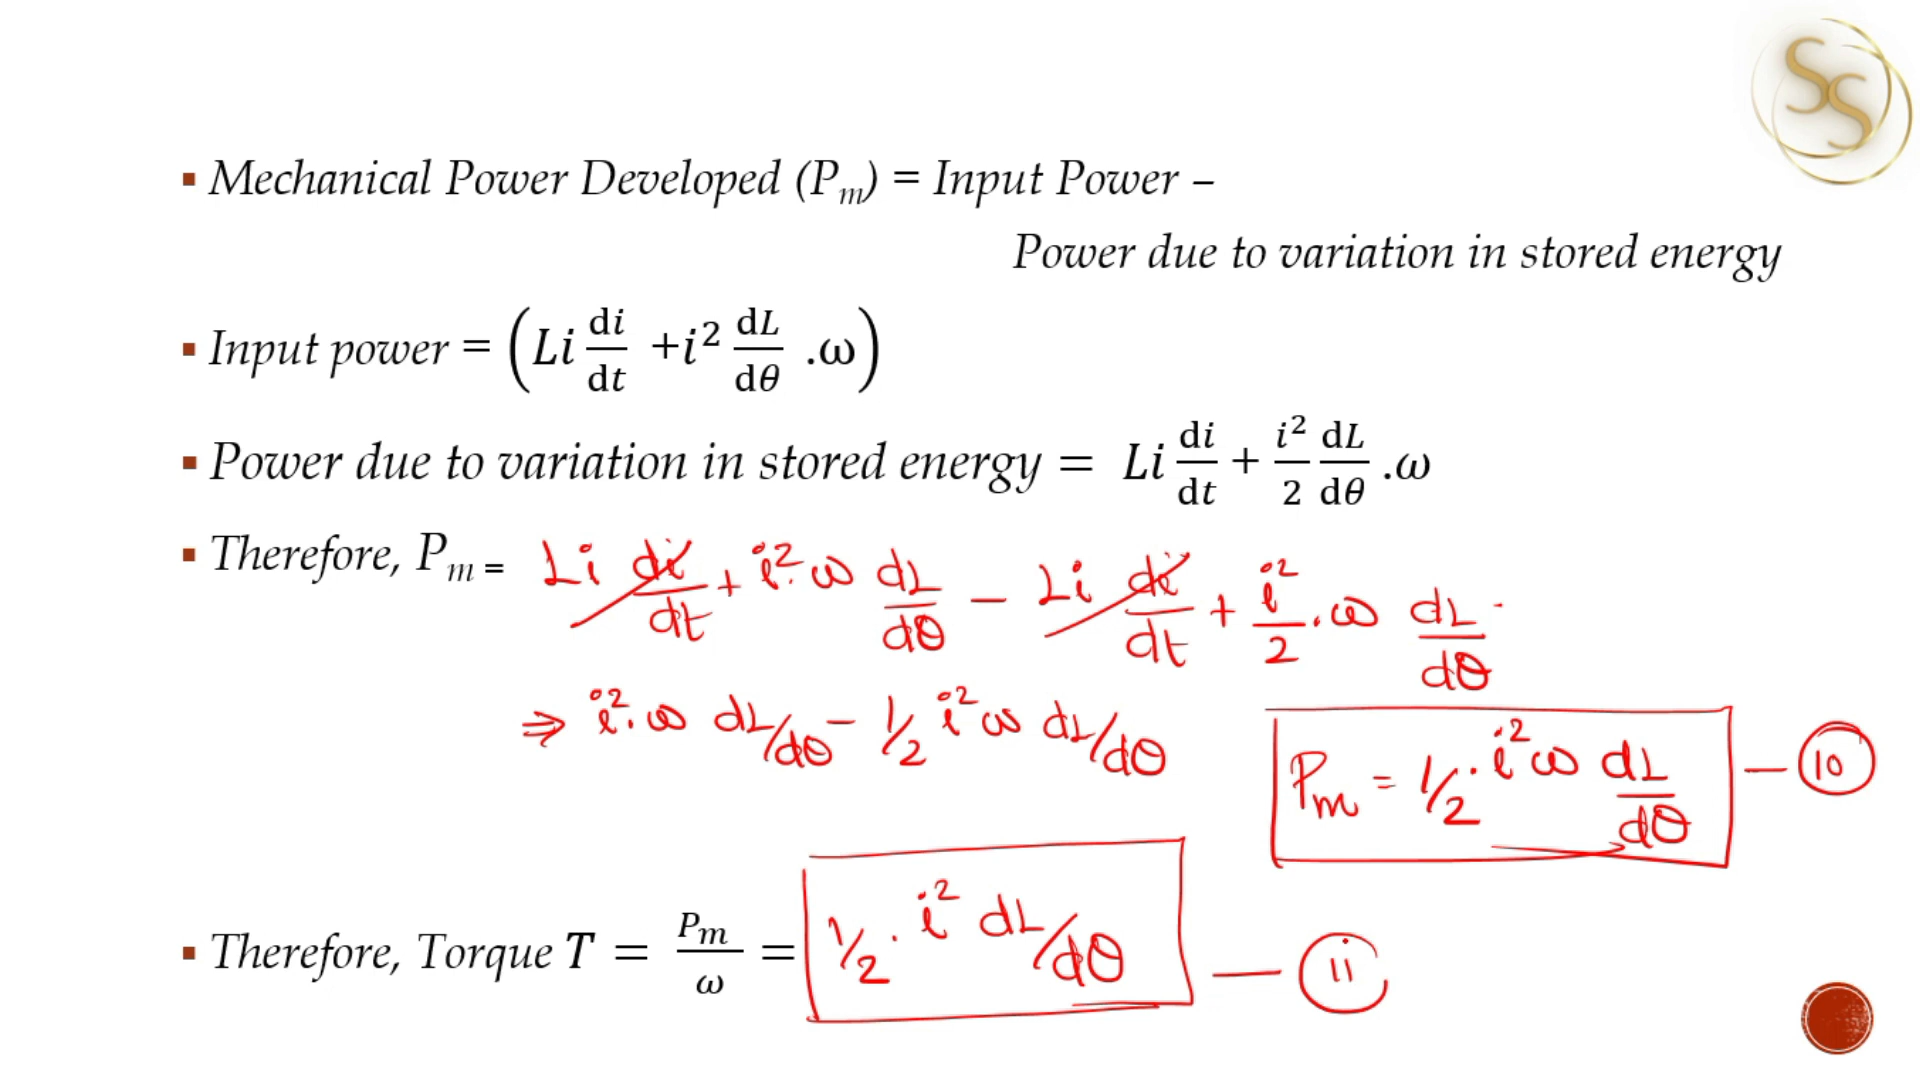 SS
▪ Mechanical Power Developed (Pₘ) = Input Power –
Power due to variation in stored energy
▪ Input power = (Li di/dt +i² dL/dθ .ω)
▪ Power due to variation in stored energy = Li di/dt + i²/2 dL/dθ .ω
▪ Therefore, Pₘ = Li di/dt + i².ω dL/dθ − Li di/dt + i²/2 .ω dL/dθ
⇒ i².ω dL/dθ − 1/2 i²ω dL/dθ
Pₘ = 1/2 . i²ω dL/dθ — 10
▪ Therefore, Torque T = Pₘ/ω = 1/2 . i² dL/dθ — 11